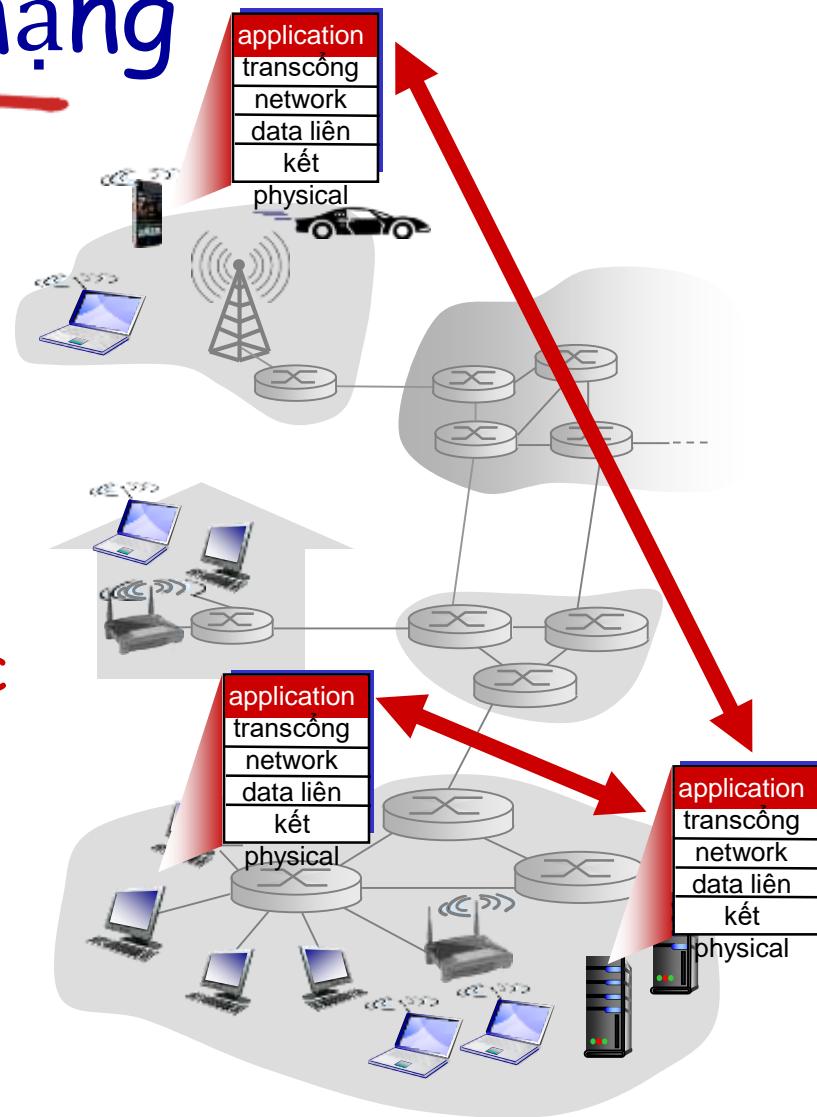 mạng
application
transcổng
network
data liên
kết
physical
application
transcổng
network
data liên
kết
physical
application
transcổng
network
data liên
kết
physical